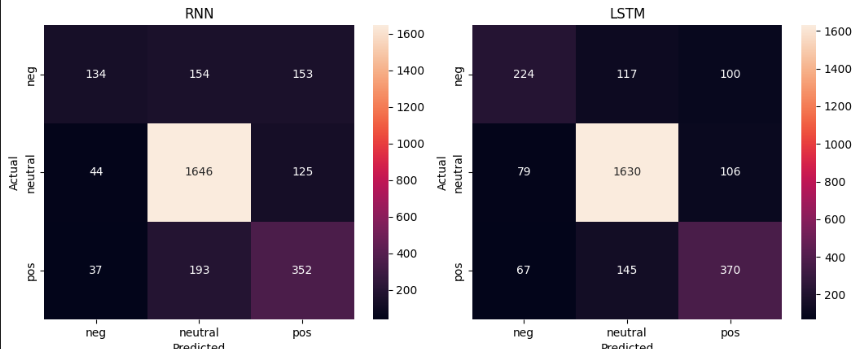 RNN
LSTM
neg
134 154 153
neutral
44 1646 125
pos
37 193 352
neg neutral pos
Actual
Predicted
1600
1400
1200
1000
800
600
400
200
neg
224 117 100
neutral
79 1630 106
pos
67 145 370
neg neutral pos
Actual
Predicted
1600
1400
1200
1000
800
600
400
200